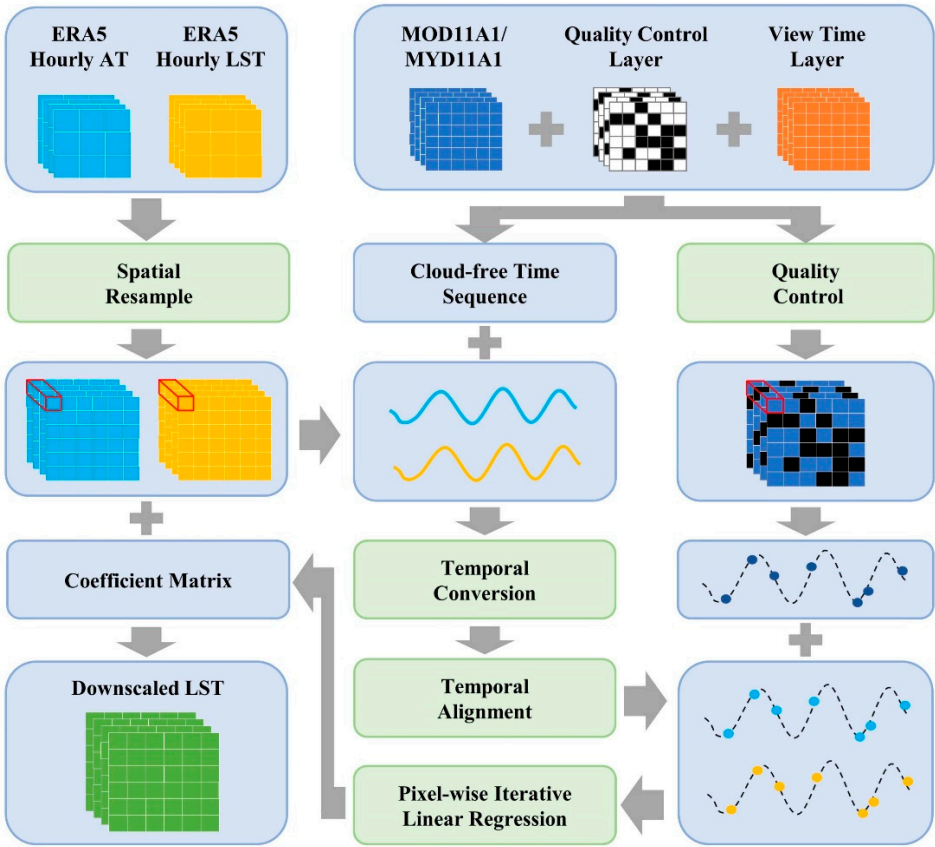 ERA5
Hourly AT
ERA5
Hourly LST
MOD11A1/
MYD11A1
Quality Control
Layer
View Time
Layer
Spatial
Resample
Cloud-free Time
Sequence
Quality
Control
Coefficient Matrix
Temporal
Conversion
Downscaled LST
Temporal
Alignment
Pixel-wise Iterative
Linear Regression